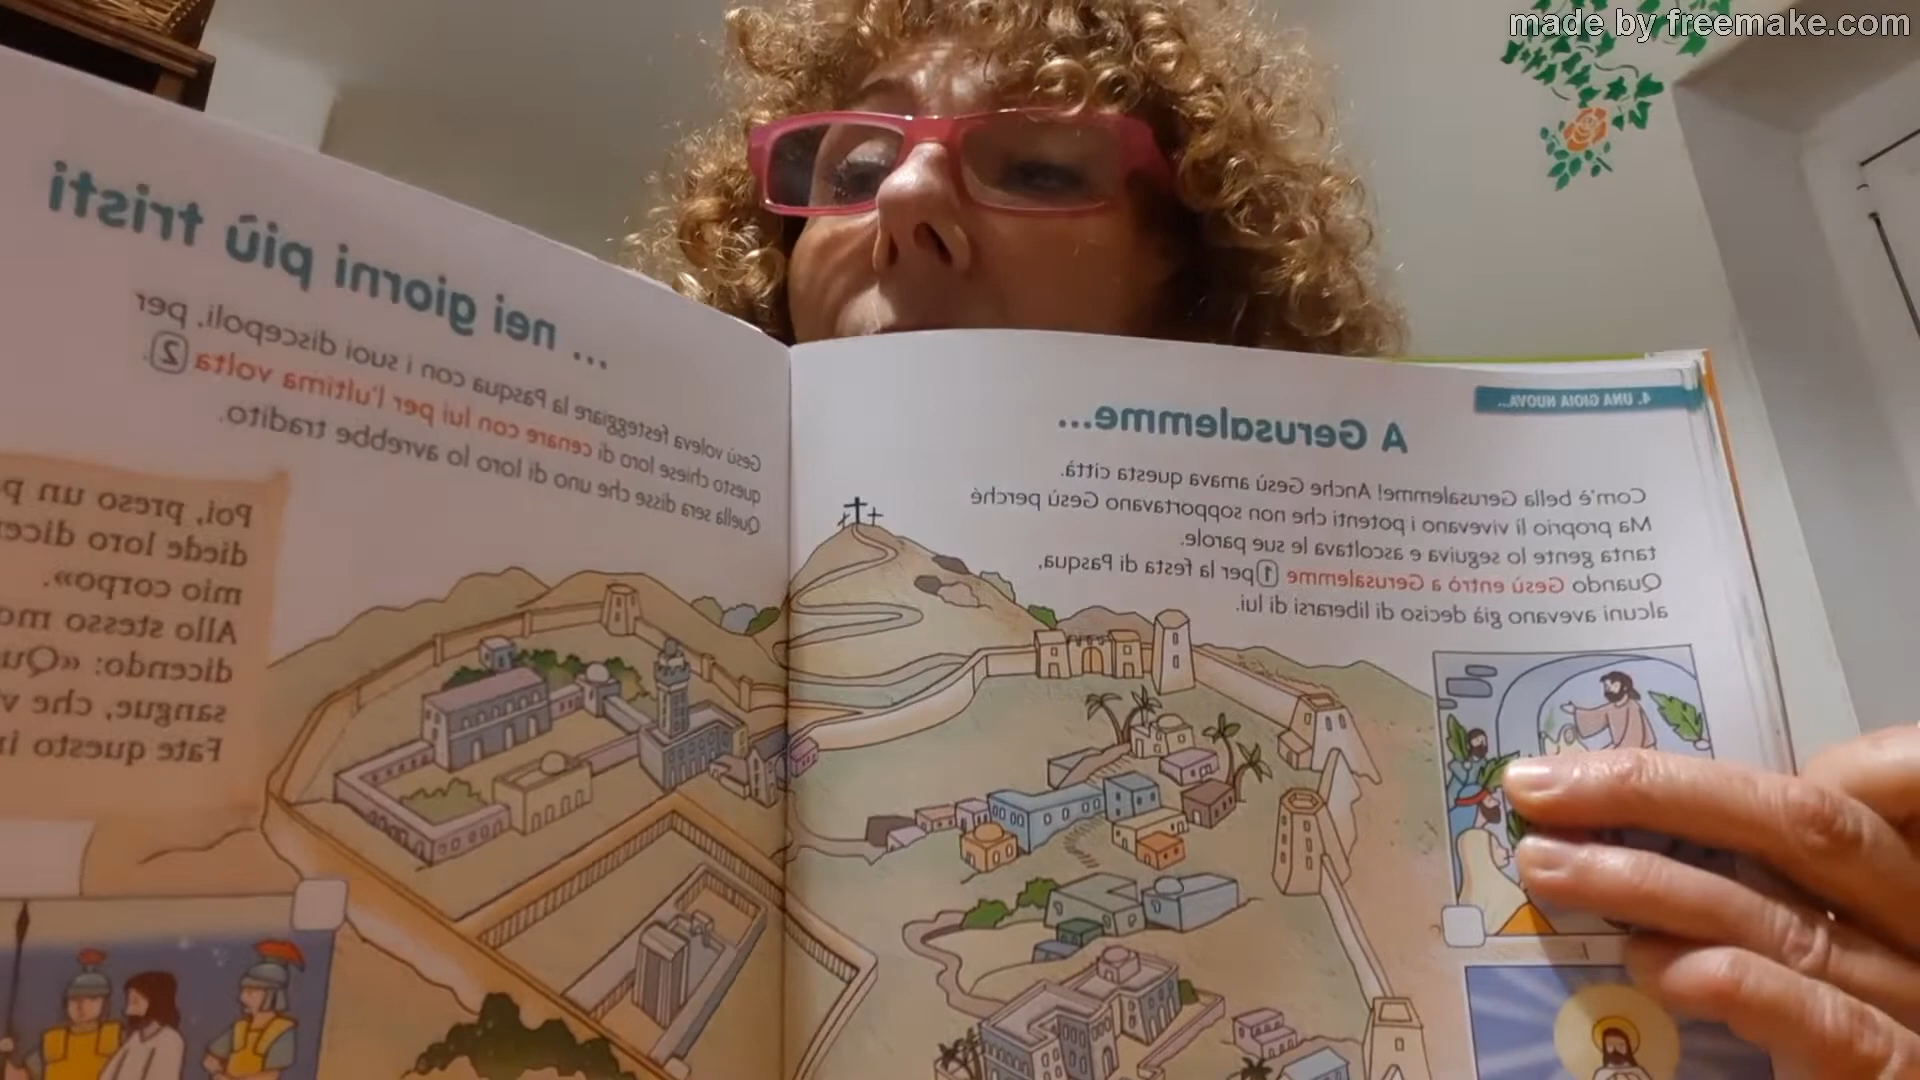 made by freemake.com
4. UNA GIOIA NUOVA...
A Gerusalemme...
Com'è bella Gerusalemme! Anche Gesù amava questa città.
Ma proprio lì vivevano i potenti che non sopportavano Gesù perché
tanta gente lo seguiva e ascoltava le sue parole.
Quando Gesù entrò a Gerusalemme 1 per la festa di Pasqua,
alcuni avevano già deciso di liberarsi di lui.
... nei giorni più tristi
Gesù voleva festeggiare la Pasqua con i suoi discepoli, per
questo chiese loro di cenare con lui per l'ultima volta 2.
Quella sera disse che uno di loro lo avrebbe tradito.
Poi, preso un
diede loro
mio corpo».
Allo stesso
dicendo:
sangue, che
Fate questo